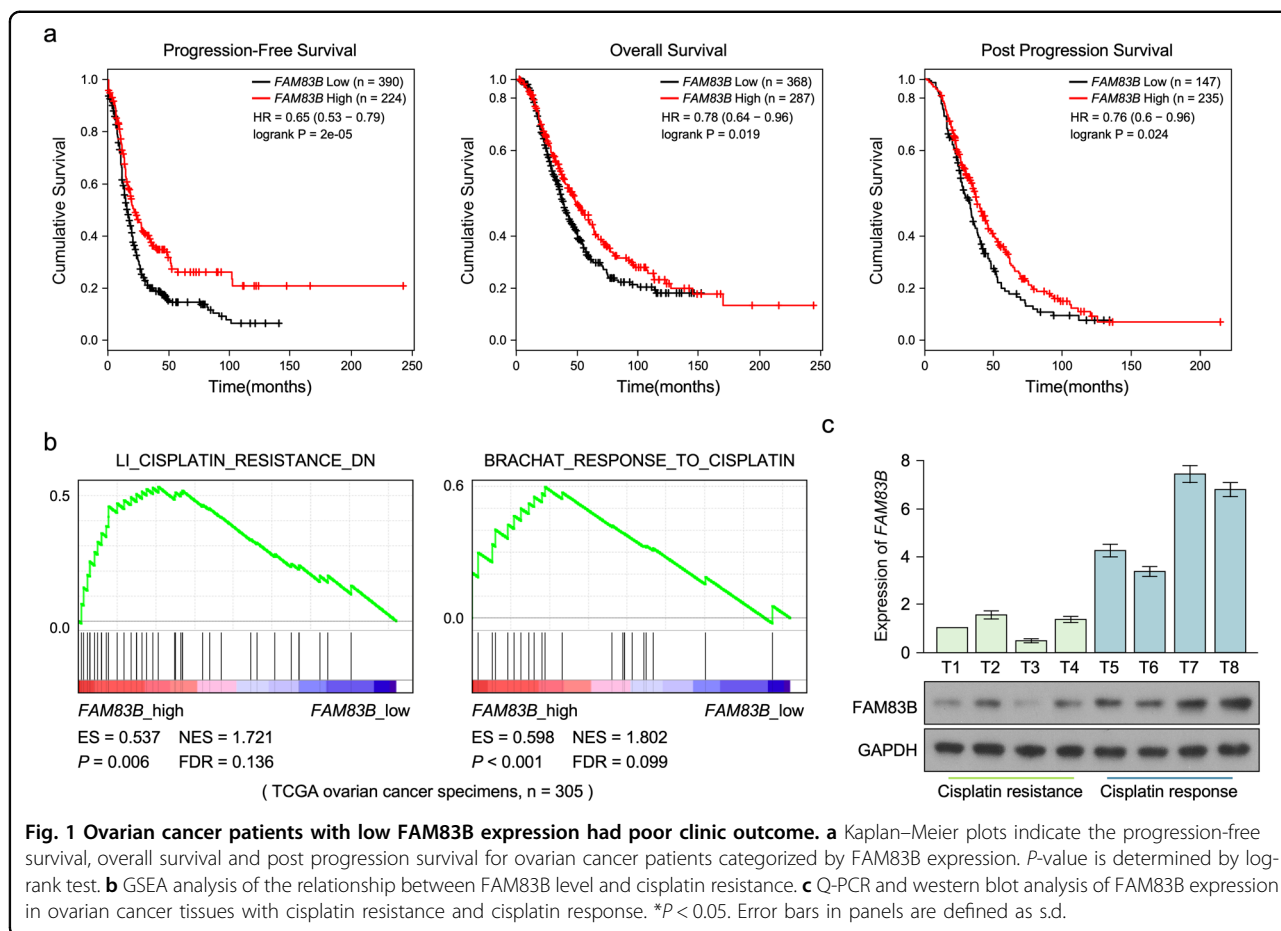 a
Progression-Free Survival
Overall Survival
Post Progression Survival
Cumulative Survival
1.0
0.8
0.6
0.4
0.2
0.0
FAM83B Low (n = 390)
FAM83B High (n = 224)
HR = 0.65 (0.53 − 0.79)
logrank P = 2e-05
0 50 100 150 200 250
Time(months)
Cumulative Survival
1.0
0.8
0.6
0.4
0.2
0.0
FAM83B Low (n = 368)
FAM83B High (n = 287)
HR = 0.78 (0.64 − 0.96)
logrank P = 0.019
0 50 100 150 200 250
Time(months)
Cumulative Survival
1.0
0.8
0.6
0.4
0.2
0.0
FAM83B Low (n = 147)
FAM83B High (n = 235)
HR = 0.76 (0.6 − 0.96)
logrank P = 0.024
0 50 100 150 200
Time(months)
b
LI_CISPLATIN_RESISTANCE_DN
0.5
0.0
FAM83B_high FAM83B_low
ES = 0.537 NES = 1.721
P = 0.006 FDR = 0.136
BRACHAT_RESPONSE_TO_CISPLATIN
0.6
0.0
FAM83B_high FAM83B_low
ES = 0.598 NES = 1.802
P < 0.001 FDR = 0.099
( TCGA ovarian cancer specimens, n = 305 )
c
Expression of FAM83B
8
6
4
2
0
T1 T2 T3 T4 T5 T6 T7 T8
FAM83B
GAPDH
Cisplatin resistance Cisplatin response
Fig. 1 Ovarian cancer patients with low FAM83B expression had poor clinic outcome. a Kaplan–Meier plots indicate the progression-free
survival, overall survival and post progression survival for ovarian cancer patients categorized by FAM83B expression. P-value is determined by log-
rank test. b GSEA analysis of the relationship between FAM83B level and cisplatin resistance. c Q-PCR and western blot analysis of FAM83B expression
in ovarian cancer tissues with cisplatin resistance and cisplatin response. *P < 0.05. Error bars in panels are defined as s.d.